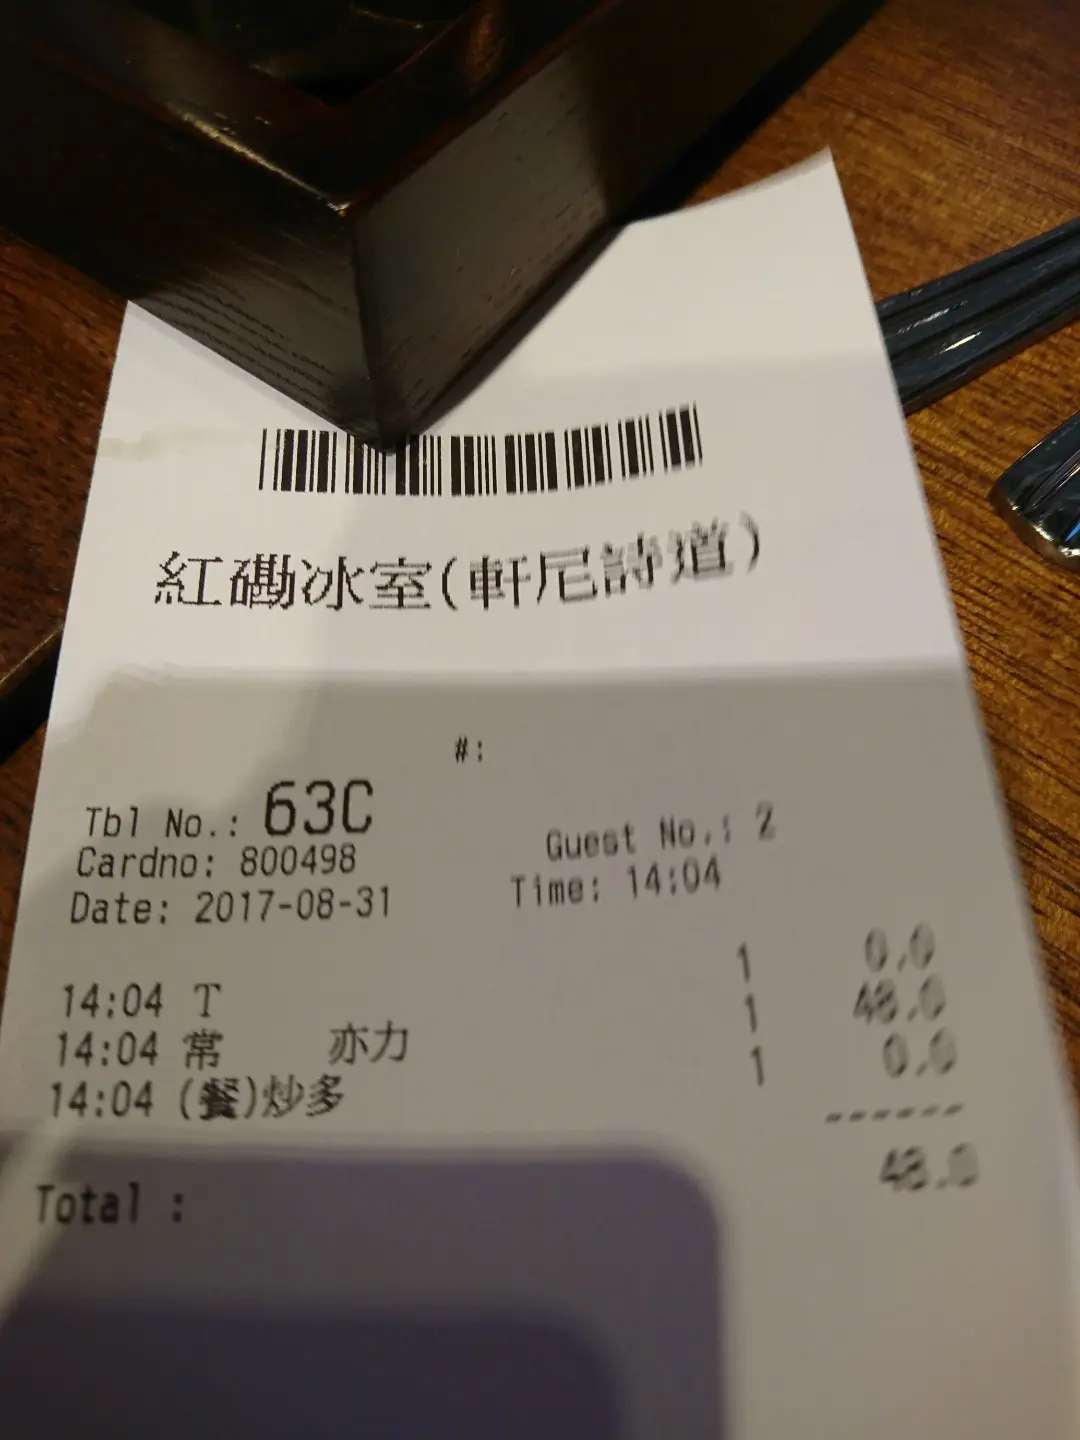 紅磡冰室(軒尼詩道)
#:
Tbl No.: 63C Guest No.: 2
Cardno: 800498 Time: 14:04
Date: 2017-08-31
14:04 T 1 0.0
14:04 常 亦力 1 48.0
14:04 (餐)炒多 1 0.0
------
Total : 48.0